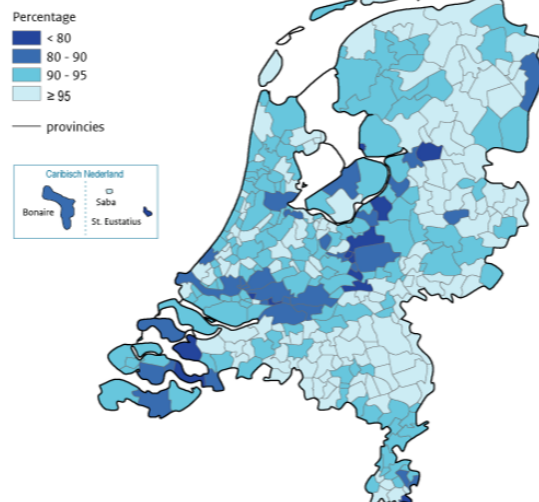 Percentage
< 80
80 - 90
90 - 95
≥ 95
provincies
Caribisch Nederland
Bonaire
Saba
St. Eustatius